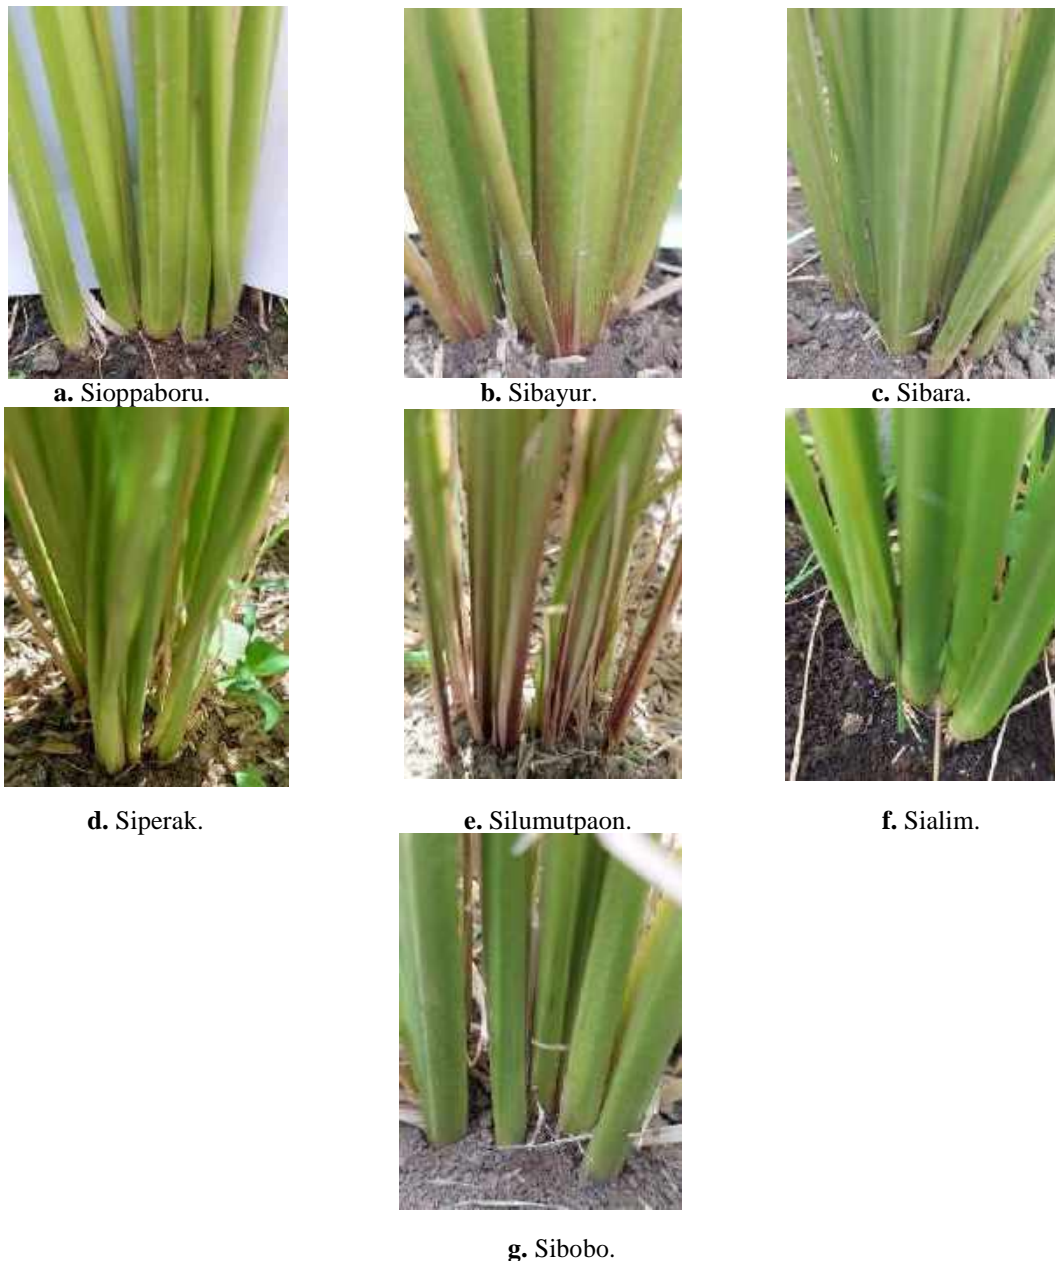 a. Sioppaboru.
b. Sibayur.
c. Sibara.
d. Siperak.
e. Silumutpaon.
f. Sialim.
g. Sibobo.